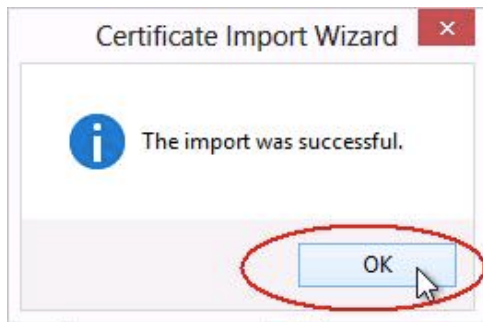 Certificate Import Wizard
The import was successful.
OK